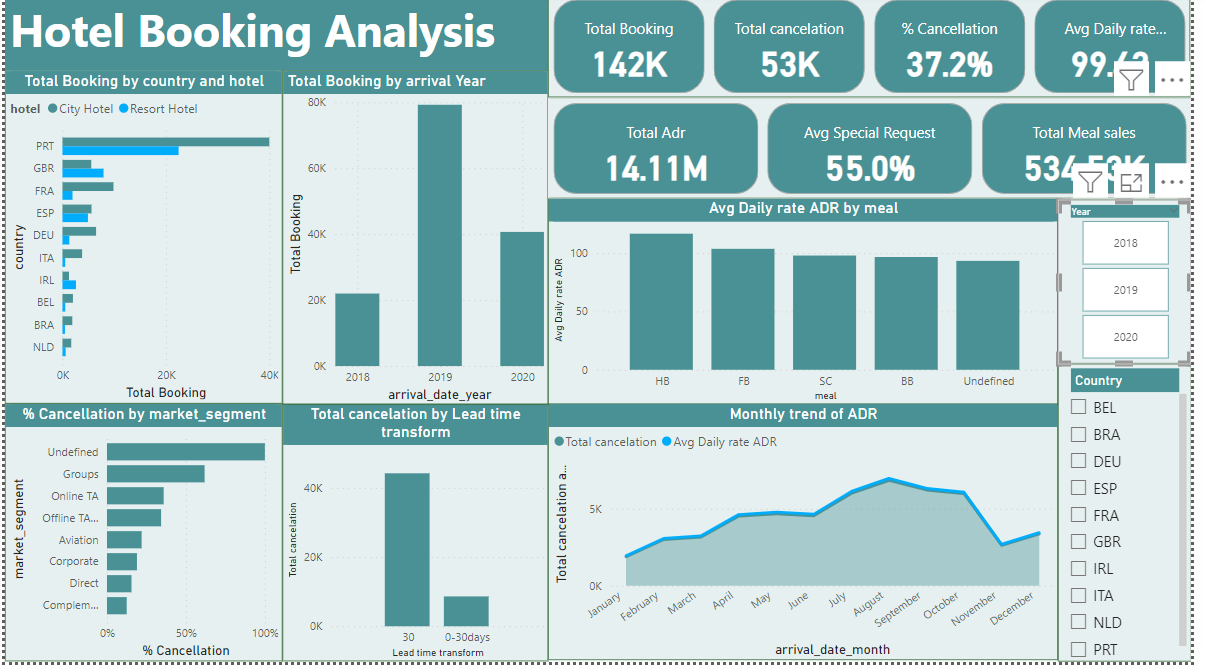 Hotel Booking Analysis
Total Booking
142K
Total cancelation
53K
% Cancellation
37.2%
Avg Daily rate...
Total Adr
14.11M
Avg Special Request
55.0%
Total Meal sales
Total Booking by country and hotel
hotel City Hotel Resort Hotel
country
PRT
GBR
FRA
ESP
DEU
ITA
IRL
BEL
BRA
NLD
0K 20K 40K
Total Booking
Total Booking by arrival Year
Total Booking
80K
60K
40K
20K
0K
2018 2019 2020
arrival_date_year
Avg Daily rate ADR by meal
Avg Daily rate ADR
100
50
0
HB FB SC BB Undefined
meal
Year
2018
2019
2020
Country
BEL
BRA
DEU
ESP
FRA
GBR
IRL
ITA
NLD
PRT
% Cancellation by market_segment
market_segment
Undefined
Groups
Online TA
Offline TA...
Aviation
Corporate
Direct
Complem...
0% 50% 100%
% Cancellation
Total cancelation by Lead time
transform
Total cancelation
40K
20K
0K
30 0-30days
Lead time transform
Monthly trend of ADR
Total cancelation Avg Daily rate ADR
Total cancelation a...
5K
0K
January February March April May June July August September October November December
arrival_date_month